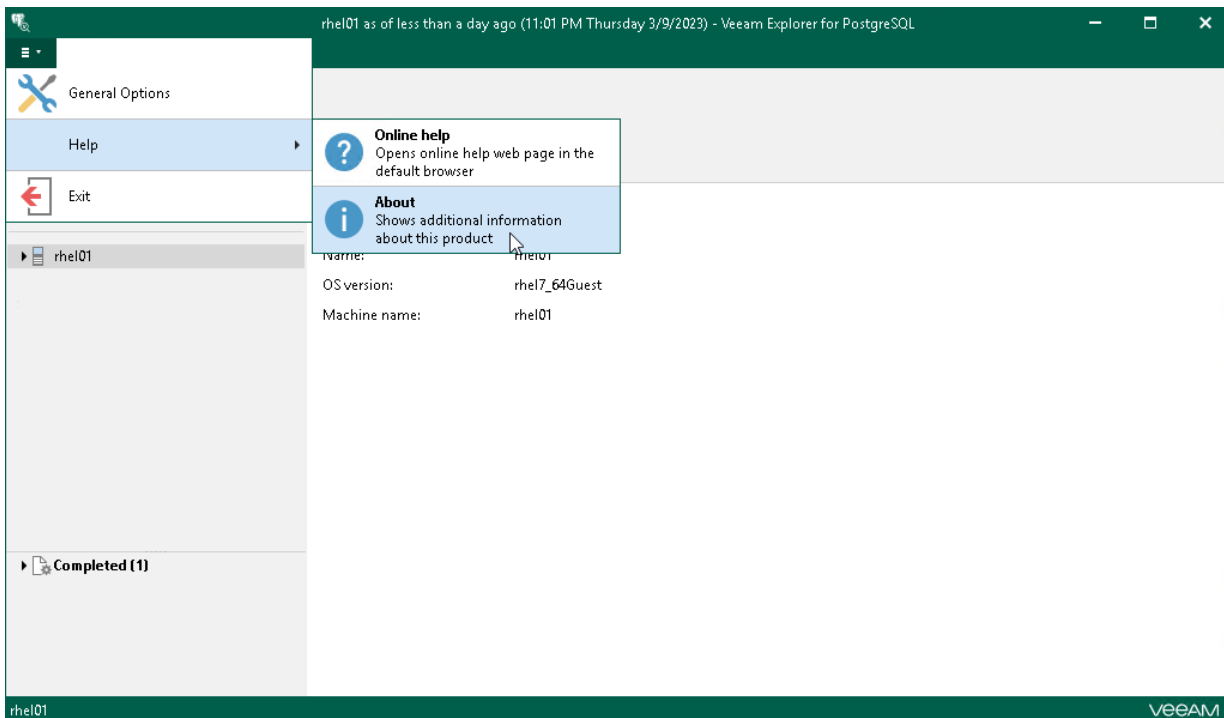 rhel01 as of less than a day ago (11:01 PM Thursday 3/9/2023) - Veeam Explorer for PostgreSQL
General Options
Help
Exit
Online help
Opens online help web page in the
default browser
About
Shows additional information
about this product
rhel01
Name: rhel01
OS version: rhel7_64Guest
Machine name: rhel01
Completed (1)
rhel01
veeam